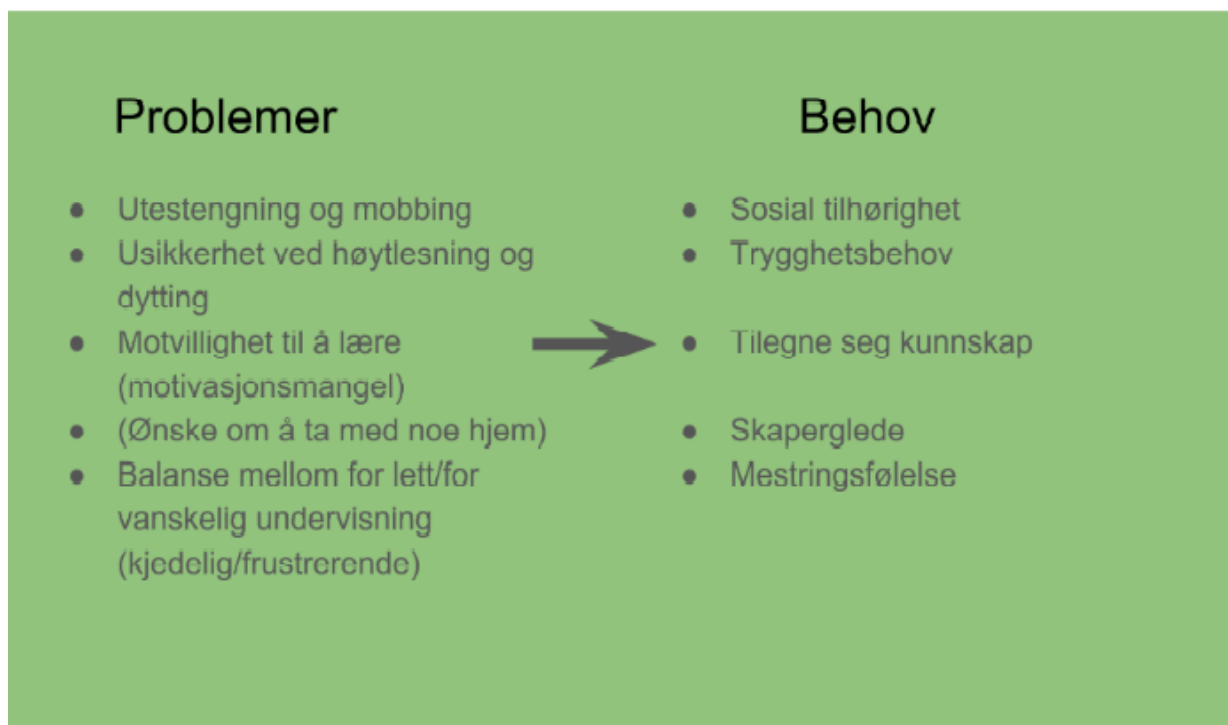 Problemer
● Utestengning og mobbing
● Usikkerhet ved høytlesning og
dytting
● Motvillighet til å lære
(motivasjonsmangel)
● (Ønske om å ta med noe hjem)
● Balanse mellom for lett/for
vanskelig undervisning
(kjedelig/frustrerende)
Behov
● Sosial tilhørighet
● Trygghetsbehov
● Tilegne seg kunnskap
● Skaperglede
● Mestringsfølelse